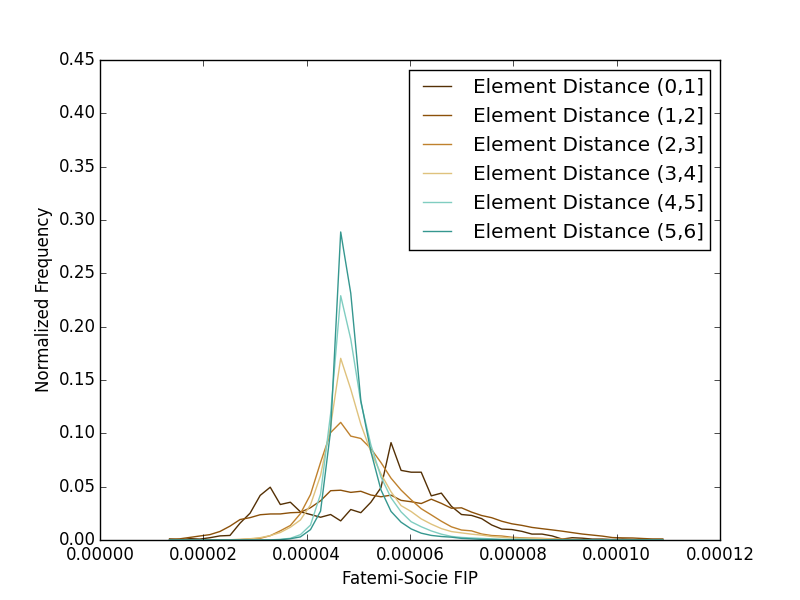 0.45
0.40
0.35
0.30
0.25
0.20
0.15
0.10
0.05
0.00
Normalized Frequency
Element Distance (0,1]
Element Distance (1,2]
Element Distance (2,3]
Element Distance (3,4]
Element Distance (4,5]
Element Distance (5,6]
0.00000 0.00002 0.00004 0.00006 0.00008 0.00010 0.00012
Fatemi-Socie FIP